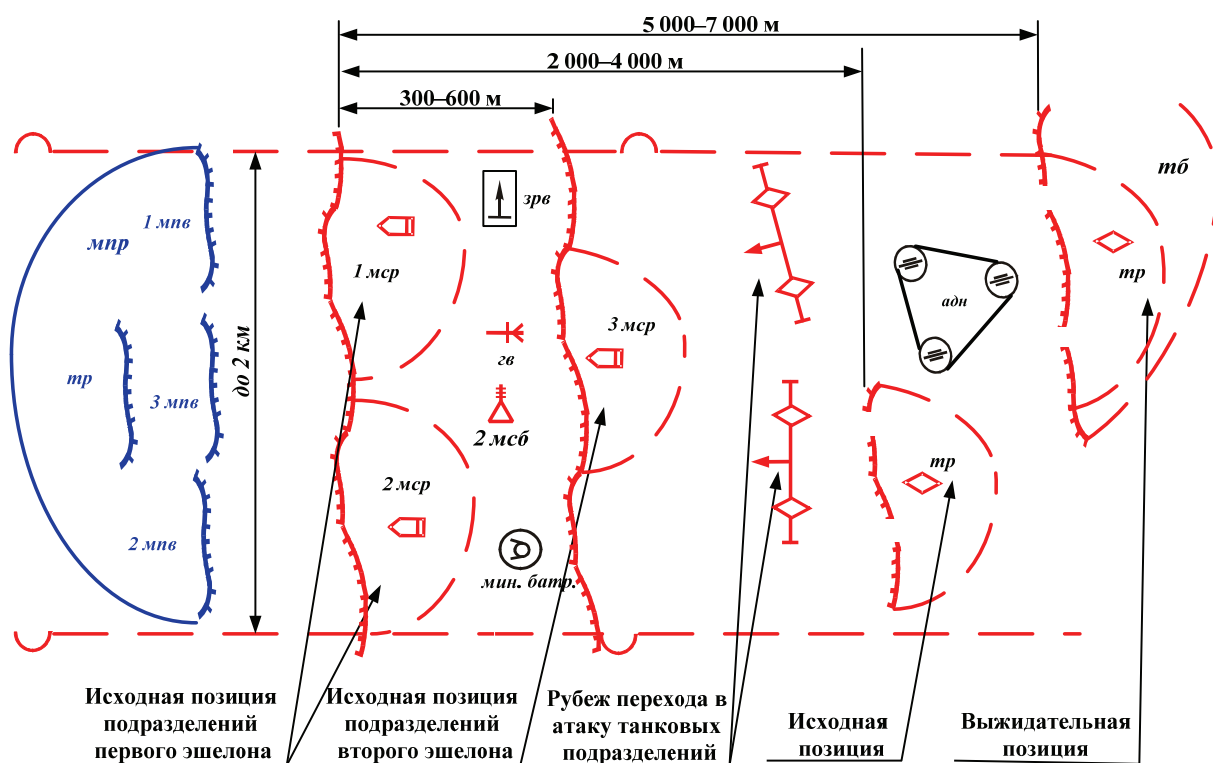 5 000–7 000 м
2 000–4 000 м
300–600 м
тб
зрв
1 мпв
мпр
1 мср
тр
адн
3 мср
гв
до 2 км
тр
3 мпв
2 мсб
тр
2 мср
2 мпв
мин. батр.
Исходная позиция
подразделений
первого эшелона
Исходная позиция
подразделений
второго эшелона
Рубеж перехода в
атаку танковых
подразделений
Исходная
позиция
Выжидательная
позиция